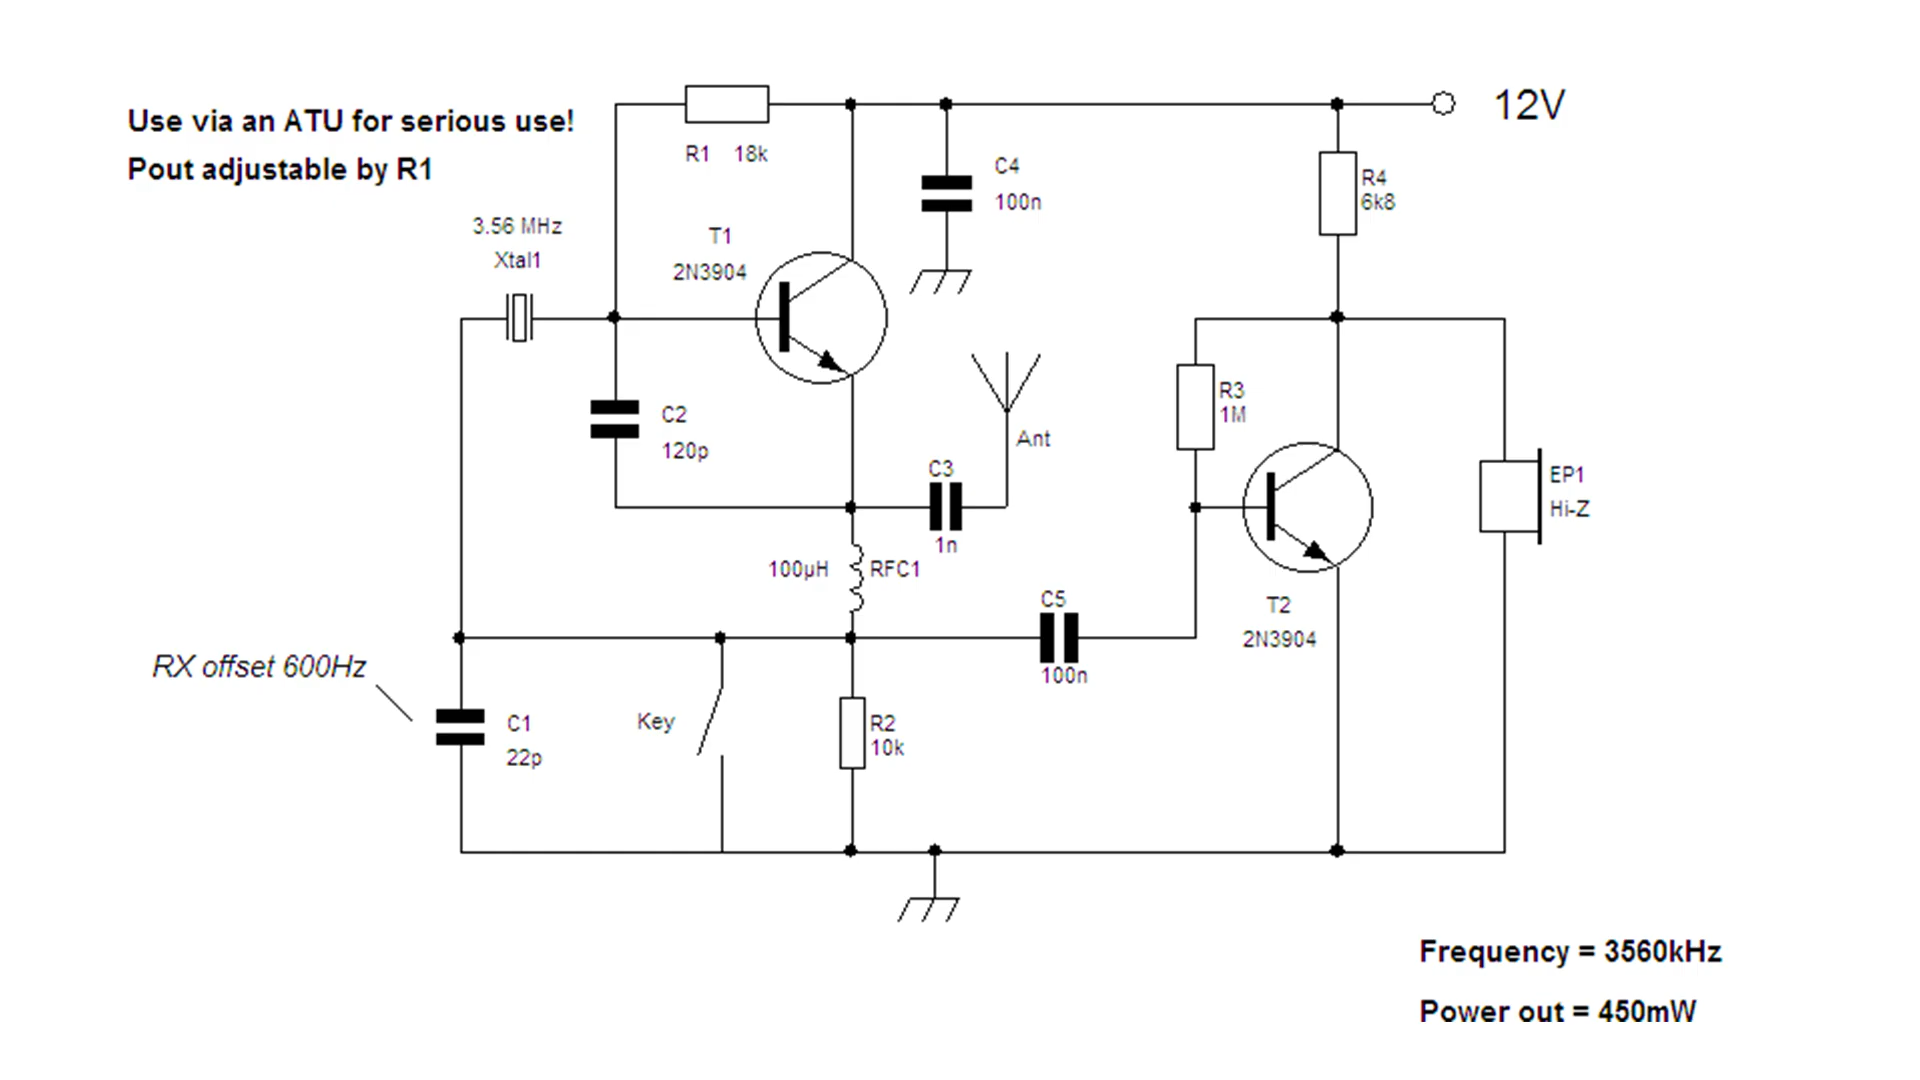 Use via an ATU for serious use!
Pout adjustable by R1
12V
R1 18k
C4
100n
R4
6k8
3.56 MHz
Xtal1
T1
2N3904
C2
120p
Ant
R3
1M
C3
1n
EP1
Hi-Z
100µH
RFC1
C5
100n
T2
2N3904
RX offset 600Hz
C1
22p
Key
R2
10k
Frequency = 3560kHz
Power out = 450mW